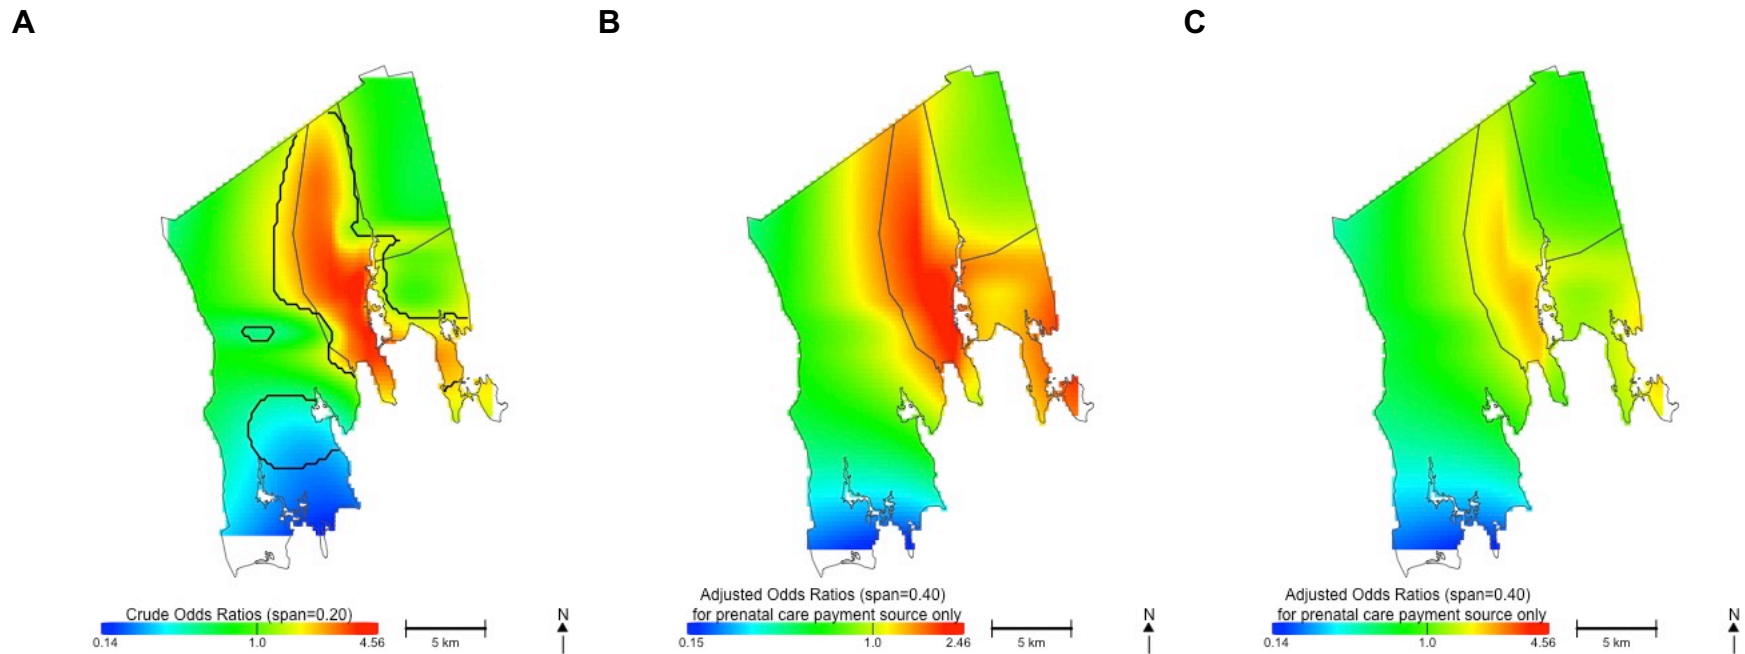 A
B
C
Crude Odds Ratios (span=0.20)
0.14 1.0 4.56
5 km
N
Adjusted Odds Ratios (span=0.40)
for prenatal care payment source only
0.15 1.0 2.46
5 km
N
Adjusted Odds Ratios (span=0.40)
for prenatal care payment source only
0.14 1.0 4.56
5 km
N